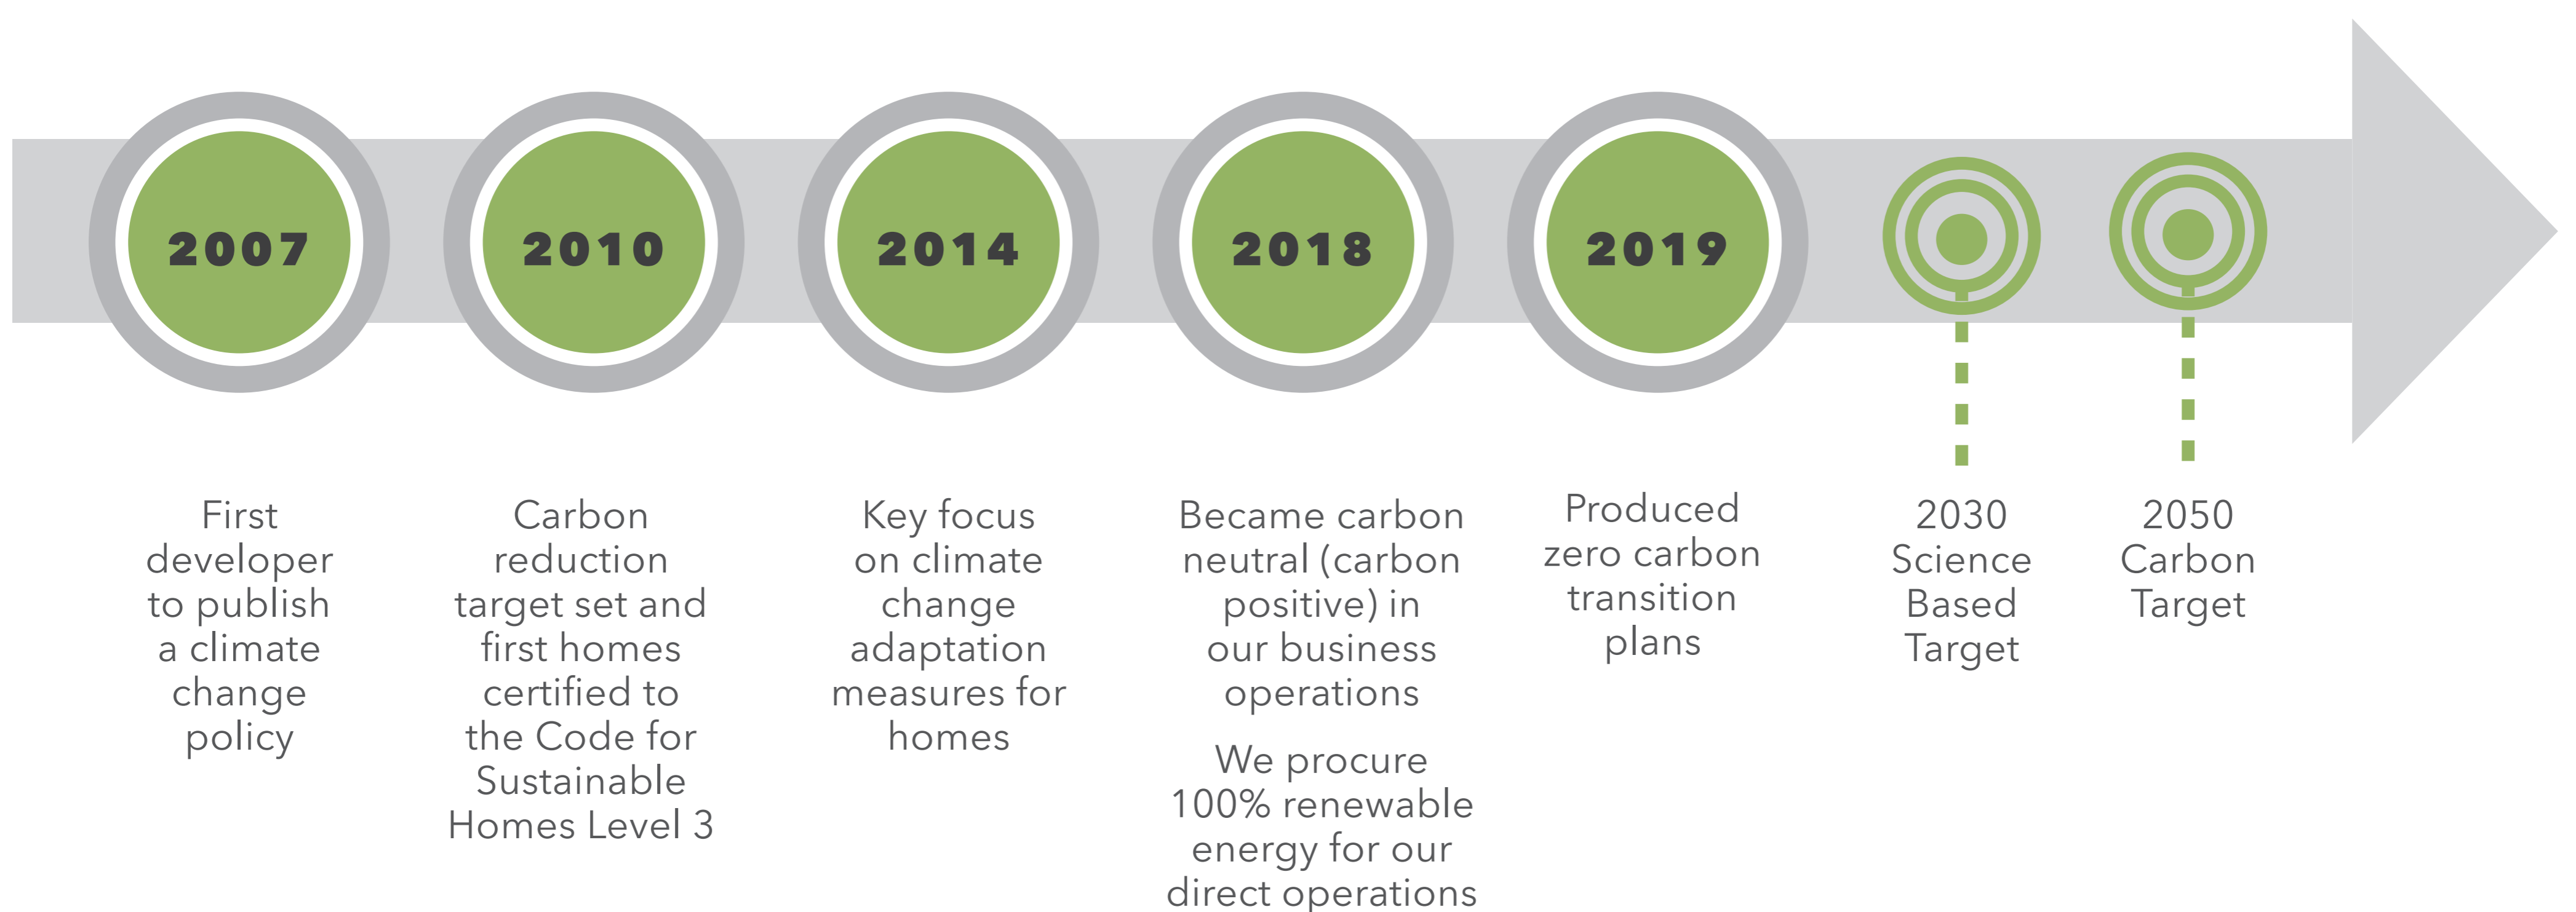 2007
2010
2014
2018
2019
First
developer
to publish
a climate
change
policy
Carbon
reduction
target set and
first homes
certified to
the Code for
Sustainable
Homes Level 3
Key focus
on climate
change
adaptation
measures for
homes
Became carbon
neutral (carbon
positive) in
our business
operations
We procure
100% renewable
energy for our
direct operations
Produced
zero carbon
transition
plans
2030
Science
Based
Target
2050
Carbon
Target